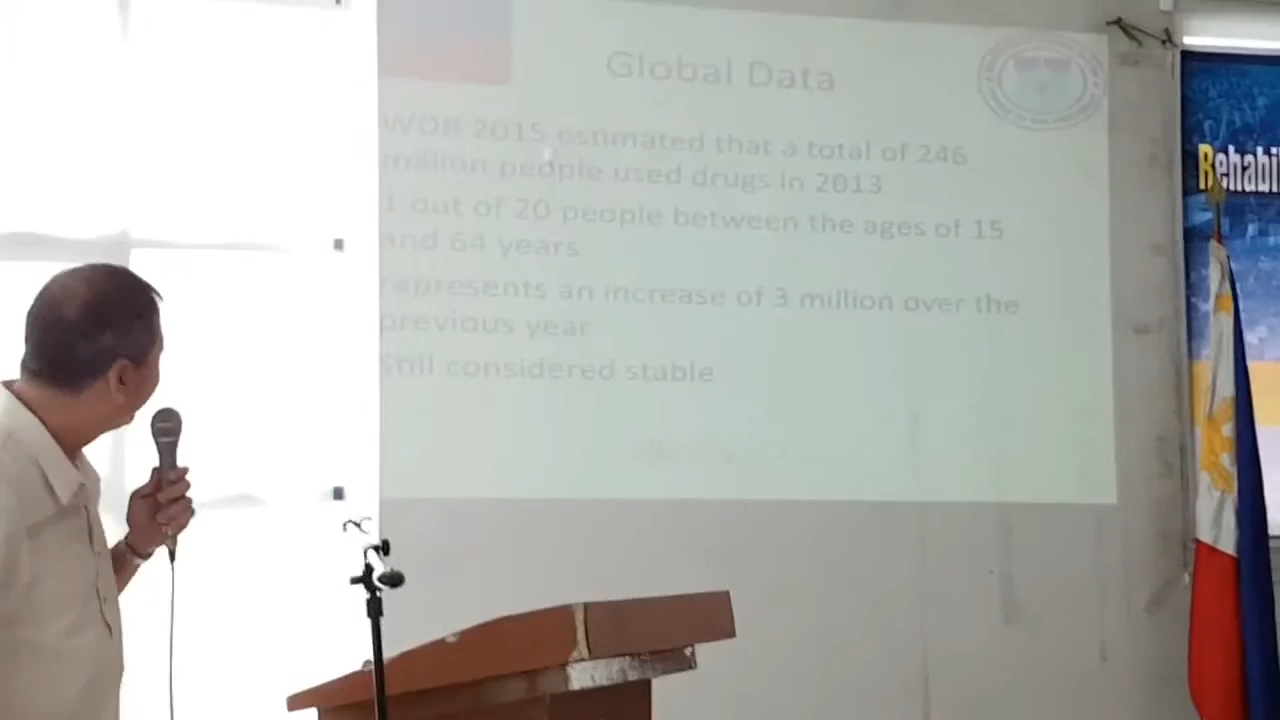 Global Data
WDR 2015 estimated that a total of 246
million people used drugs in 2013
1 out of 20 people between the ages of 15
and 64 years
rapresents an increase of 3 million over the
previous year
Still considered stable
Rehabi